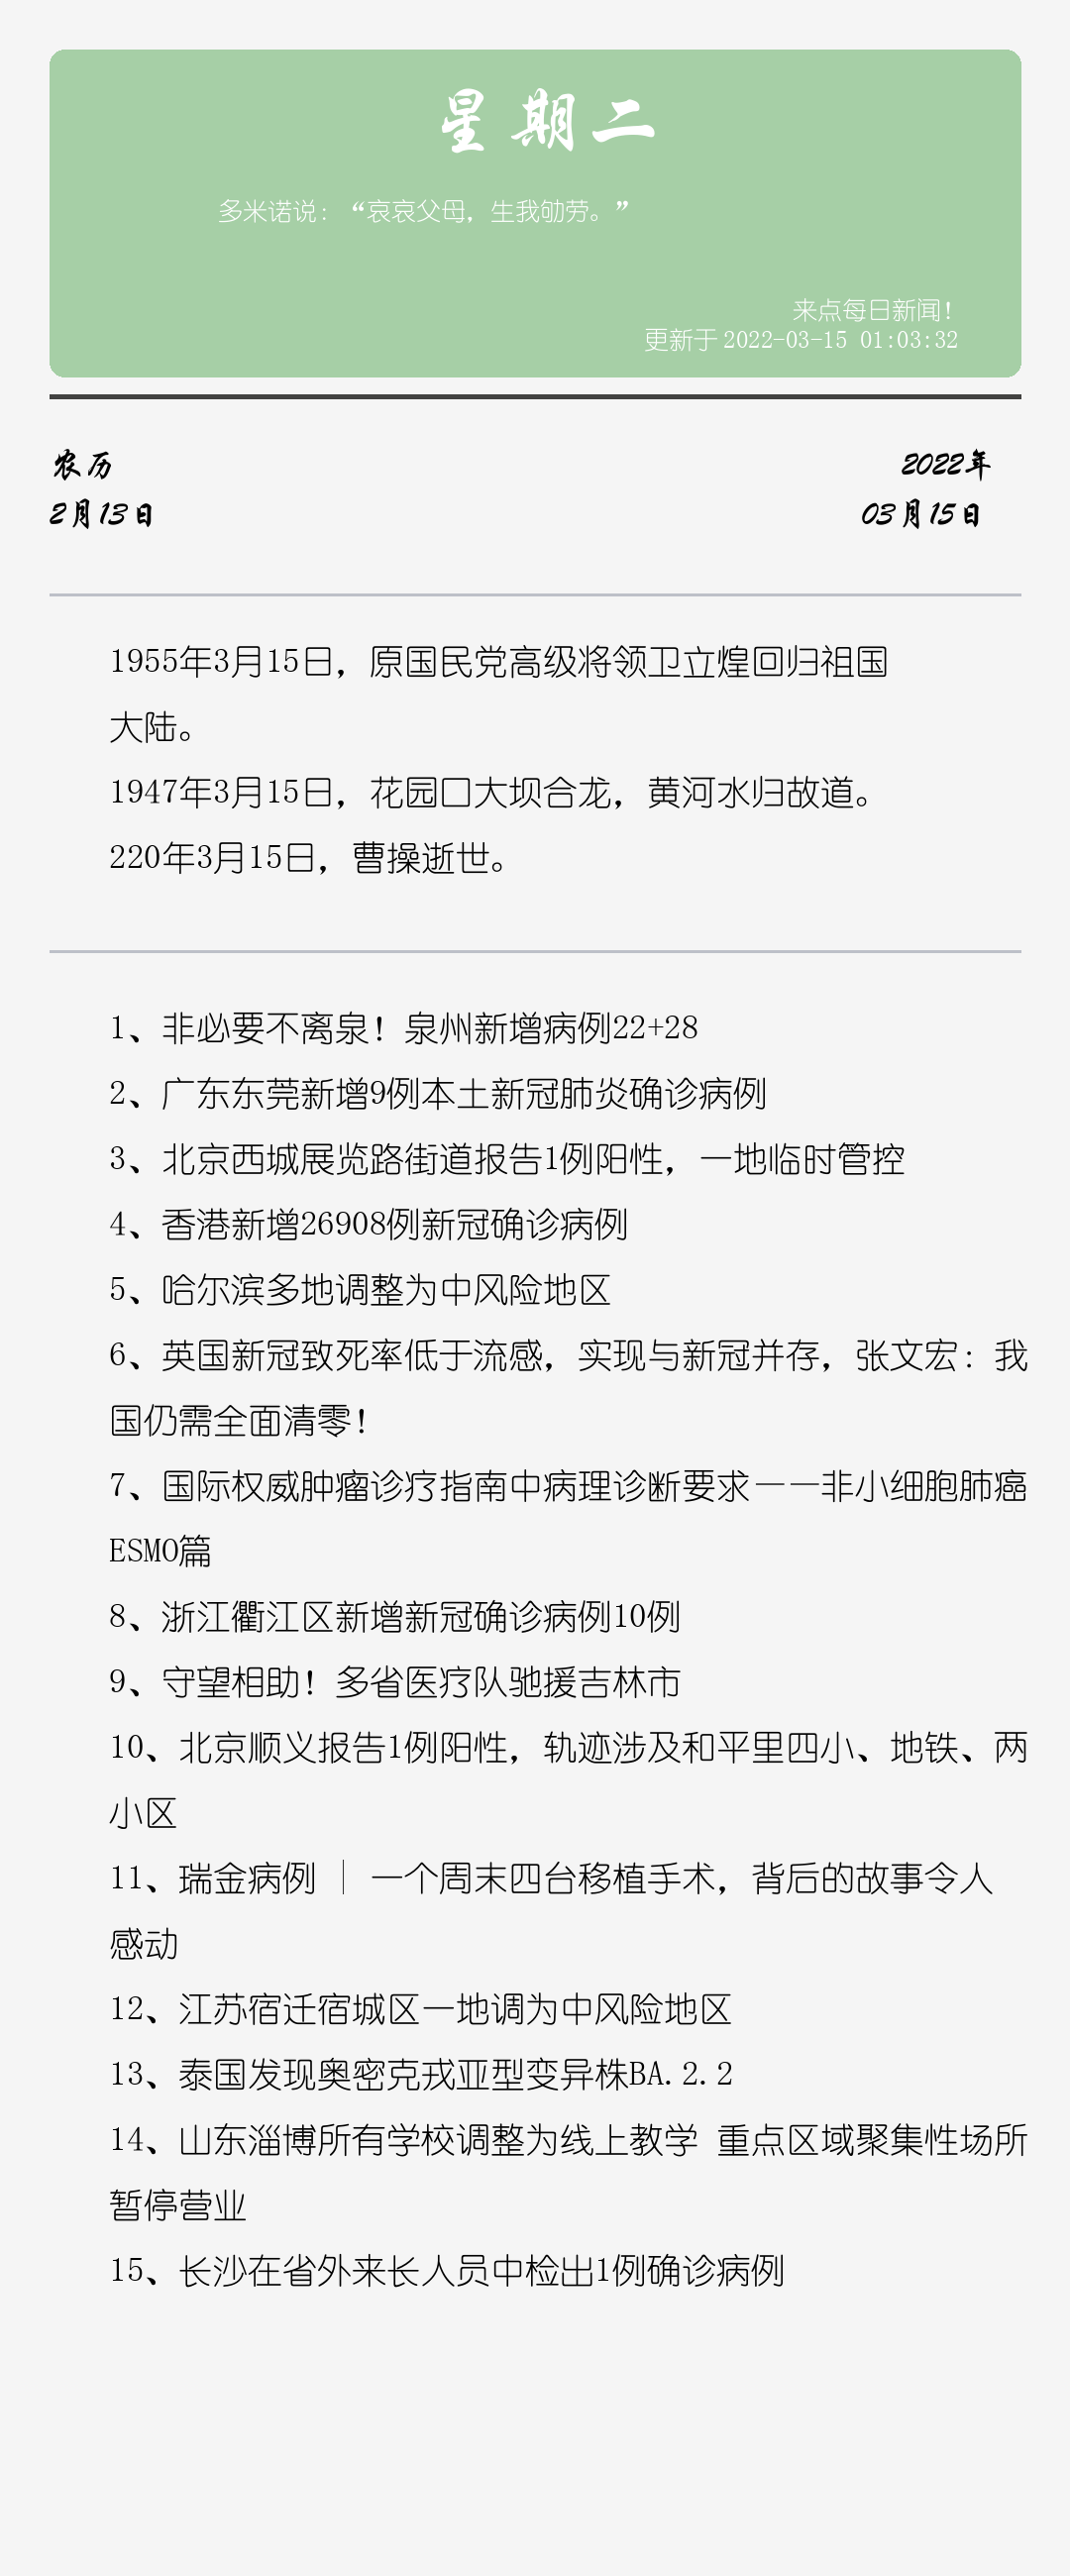 星期二
多米诺说：“哀哀父母，生我劬劳。”
来点每日新闻！
更新于 2022-03-15 01:03:32
农历
2022年
2月13日
03月15日
1955年3月15日，原国民党高级将领卫立煌回归祖国
大陆。
1947年3月15日，花园口大坝合龙，黄河水归故道。
220年3月15日，曹操逝世。
1、非必要不离泉！泉州新增病例22+28
2、广东东莞新增9例本土新冠肺炎确诊病例
3、北京西城展览路街道报告1例阳性，一地临时管控
4、香港新增26908例新冠确诊病例
5、哈尔滨多地调整为中风险地区
6、英国新冠致死率低于流感，实现与新冠并存，张文宏：我
国仍需全面清零！
7、国际权威肿瘤诊疗指南中病理诊断要求——非小细胞肺癌
ESMO篇
8、浙江衢江区新增新冠确诊病例10例
9、守望相助！多省医疗队驰援吉林市
10、北京顺义报告1例阳性，轨迹涉及和平里四小、地铁、两
小区
11、瑞金病例 | 一个周末四台移植手术，背后的故事令人
感动
12、江苏宿迁宿城区一地调为中风险地区
13、泰国发现奥密克戎亚型变异株BA.2.2
14、山东淄博所有学校调整为线上教学 重点区域聚集性场所
暂停营业
15、长沙在省外来长人员中检出1例确诊病例